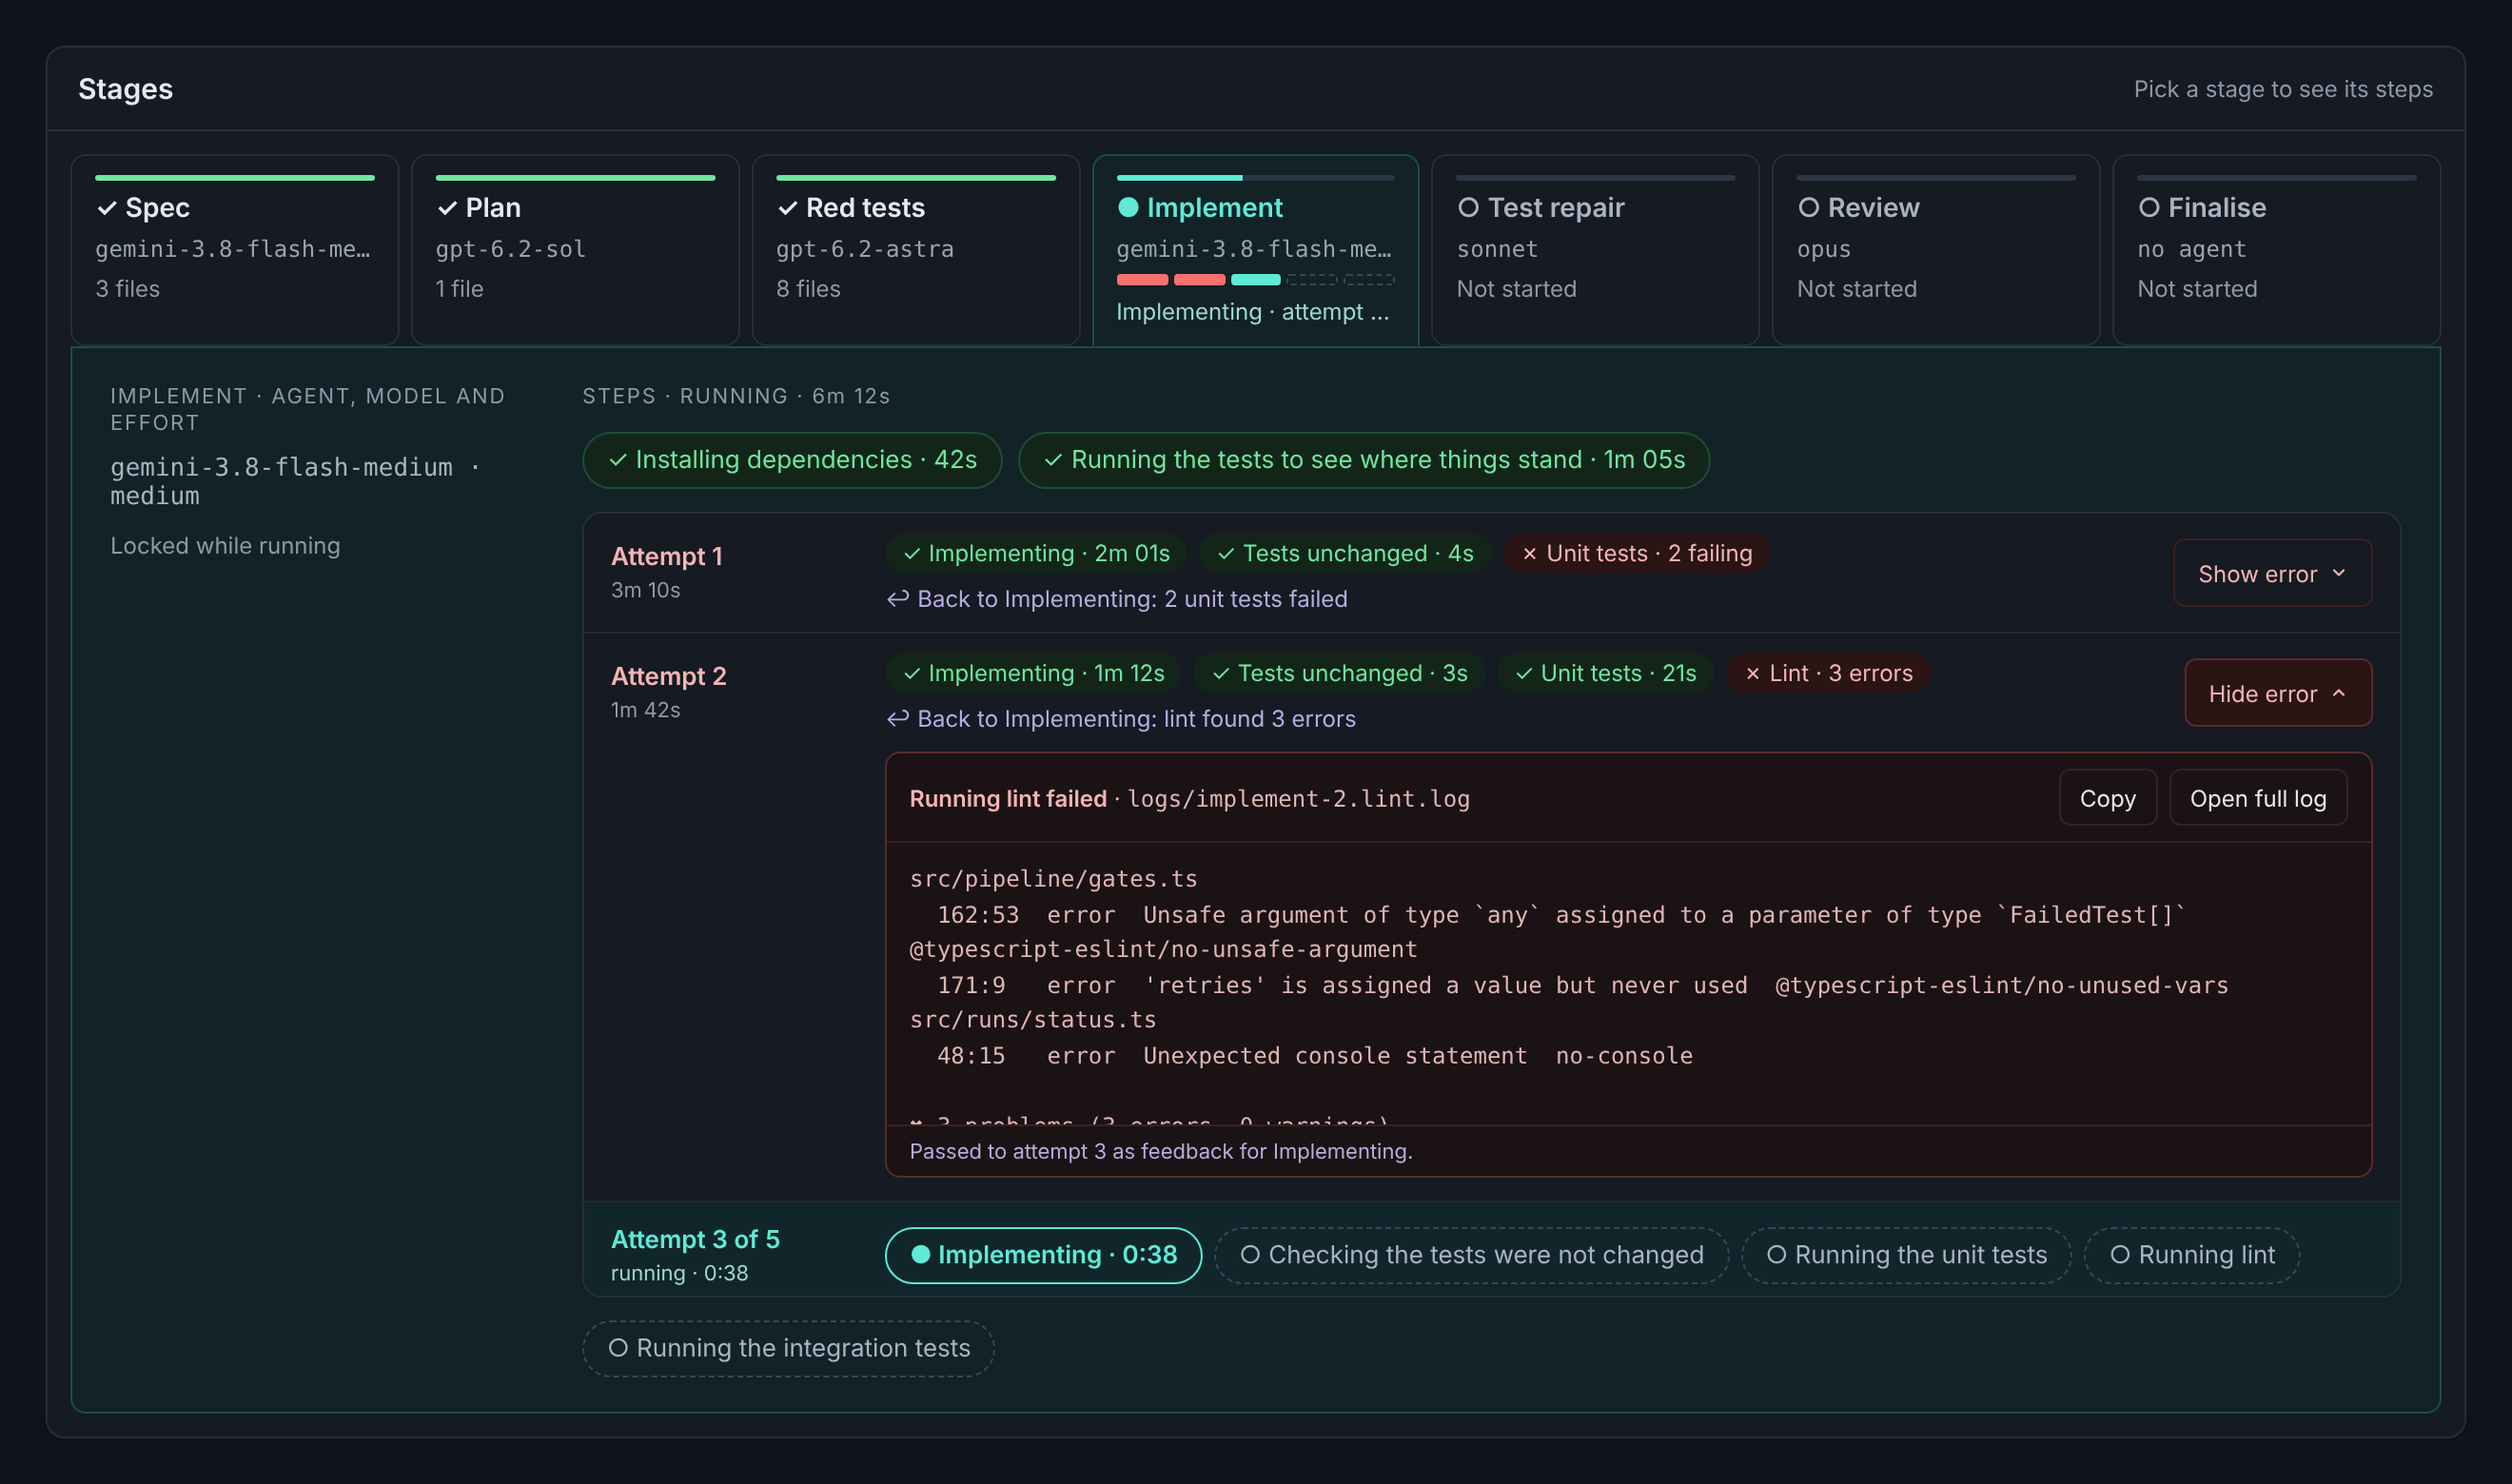 Stages
Pick a stage to see its steps
✓ Spec
gemini-3.8-flash-me…
3 files
✓ Plan
gpt-6.2-sol
1 file
✓ Red tests
gpt-6.2-astra
8 files
Implement
gemini-3.8-flash-me…
Implementing · attempt …
Test repair
sonnet
Not started
Review
opus
Not started
Finalise
no agent
Not started
IMPLEMENT · AGENT, MODEL AND
EFFORT
gemini-3.8-flash-medium ·
medium
Locked while running
STEPS · RUNNING · 6m 12s
✓ Installing dependencies · 42s
✓ Running the tests to see where things stand · 1m 05s
Attempt 1
3m 10s
✓ Implementing · 2m 01s
✓ Tests unchanged · 4s
× Unit tests · 2 failing
↩ Back to Implementing: 2 unit tests failed
Show error
Attempt 2
1m 42s
✓ Implementing · 1m 12s
✓ Tests unchanged · 3s
✓ Unit tests · 21s
× Lint · 3 errors
↩ Back to Implementing: lint found 3 errors
Hide error
Running lint failed · logs/implement-2.lint.log
Copy
Open full log
src/pipeline/gates.ts
162:53  error  Unsafe argument of type `any` assigned to a parameter of type `FailedTest[]`
@typescript-eslint/no-unsafe-argument
171:9   error  'retries' is assigned a value but never used  @typescript-eslint/no-unused-vars
src/runs/status.ts
48:15   error  Unexpected console statement  no-console
✖ 3 problems (3 errors, 0 warnings)
Passed to attempt 3 as feedback for Implementing.
Attempt 3 of 5
running · 0:38
Implementing · 0:38
Checking the tests were not changed
Running the unit tests
Running lint
Running the integration tests